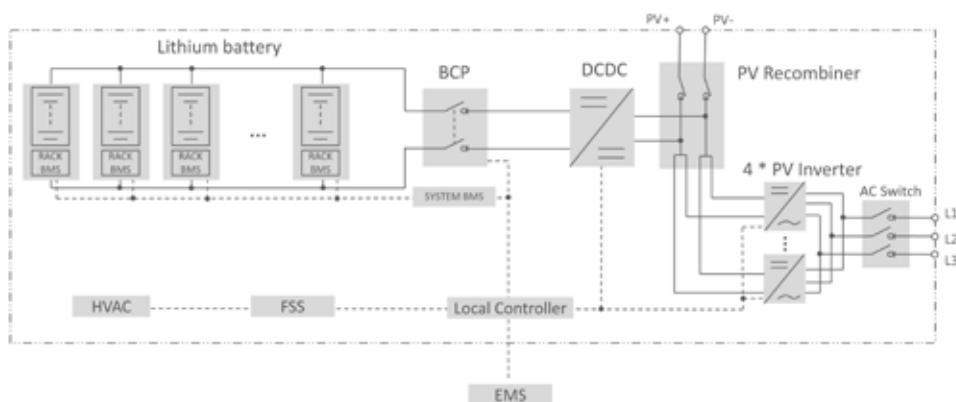 PV+
PV-
Lithium battery
BCP
DCDC
PV Recombiner
...
RACK BMS
RACK BMS
RACK BMS
RACK BMS
4 * PV Inverter
AC Switch
SYSTEM BMS
L1
L2
L3
HVAC
FSS
Local Controller
EMS